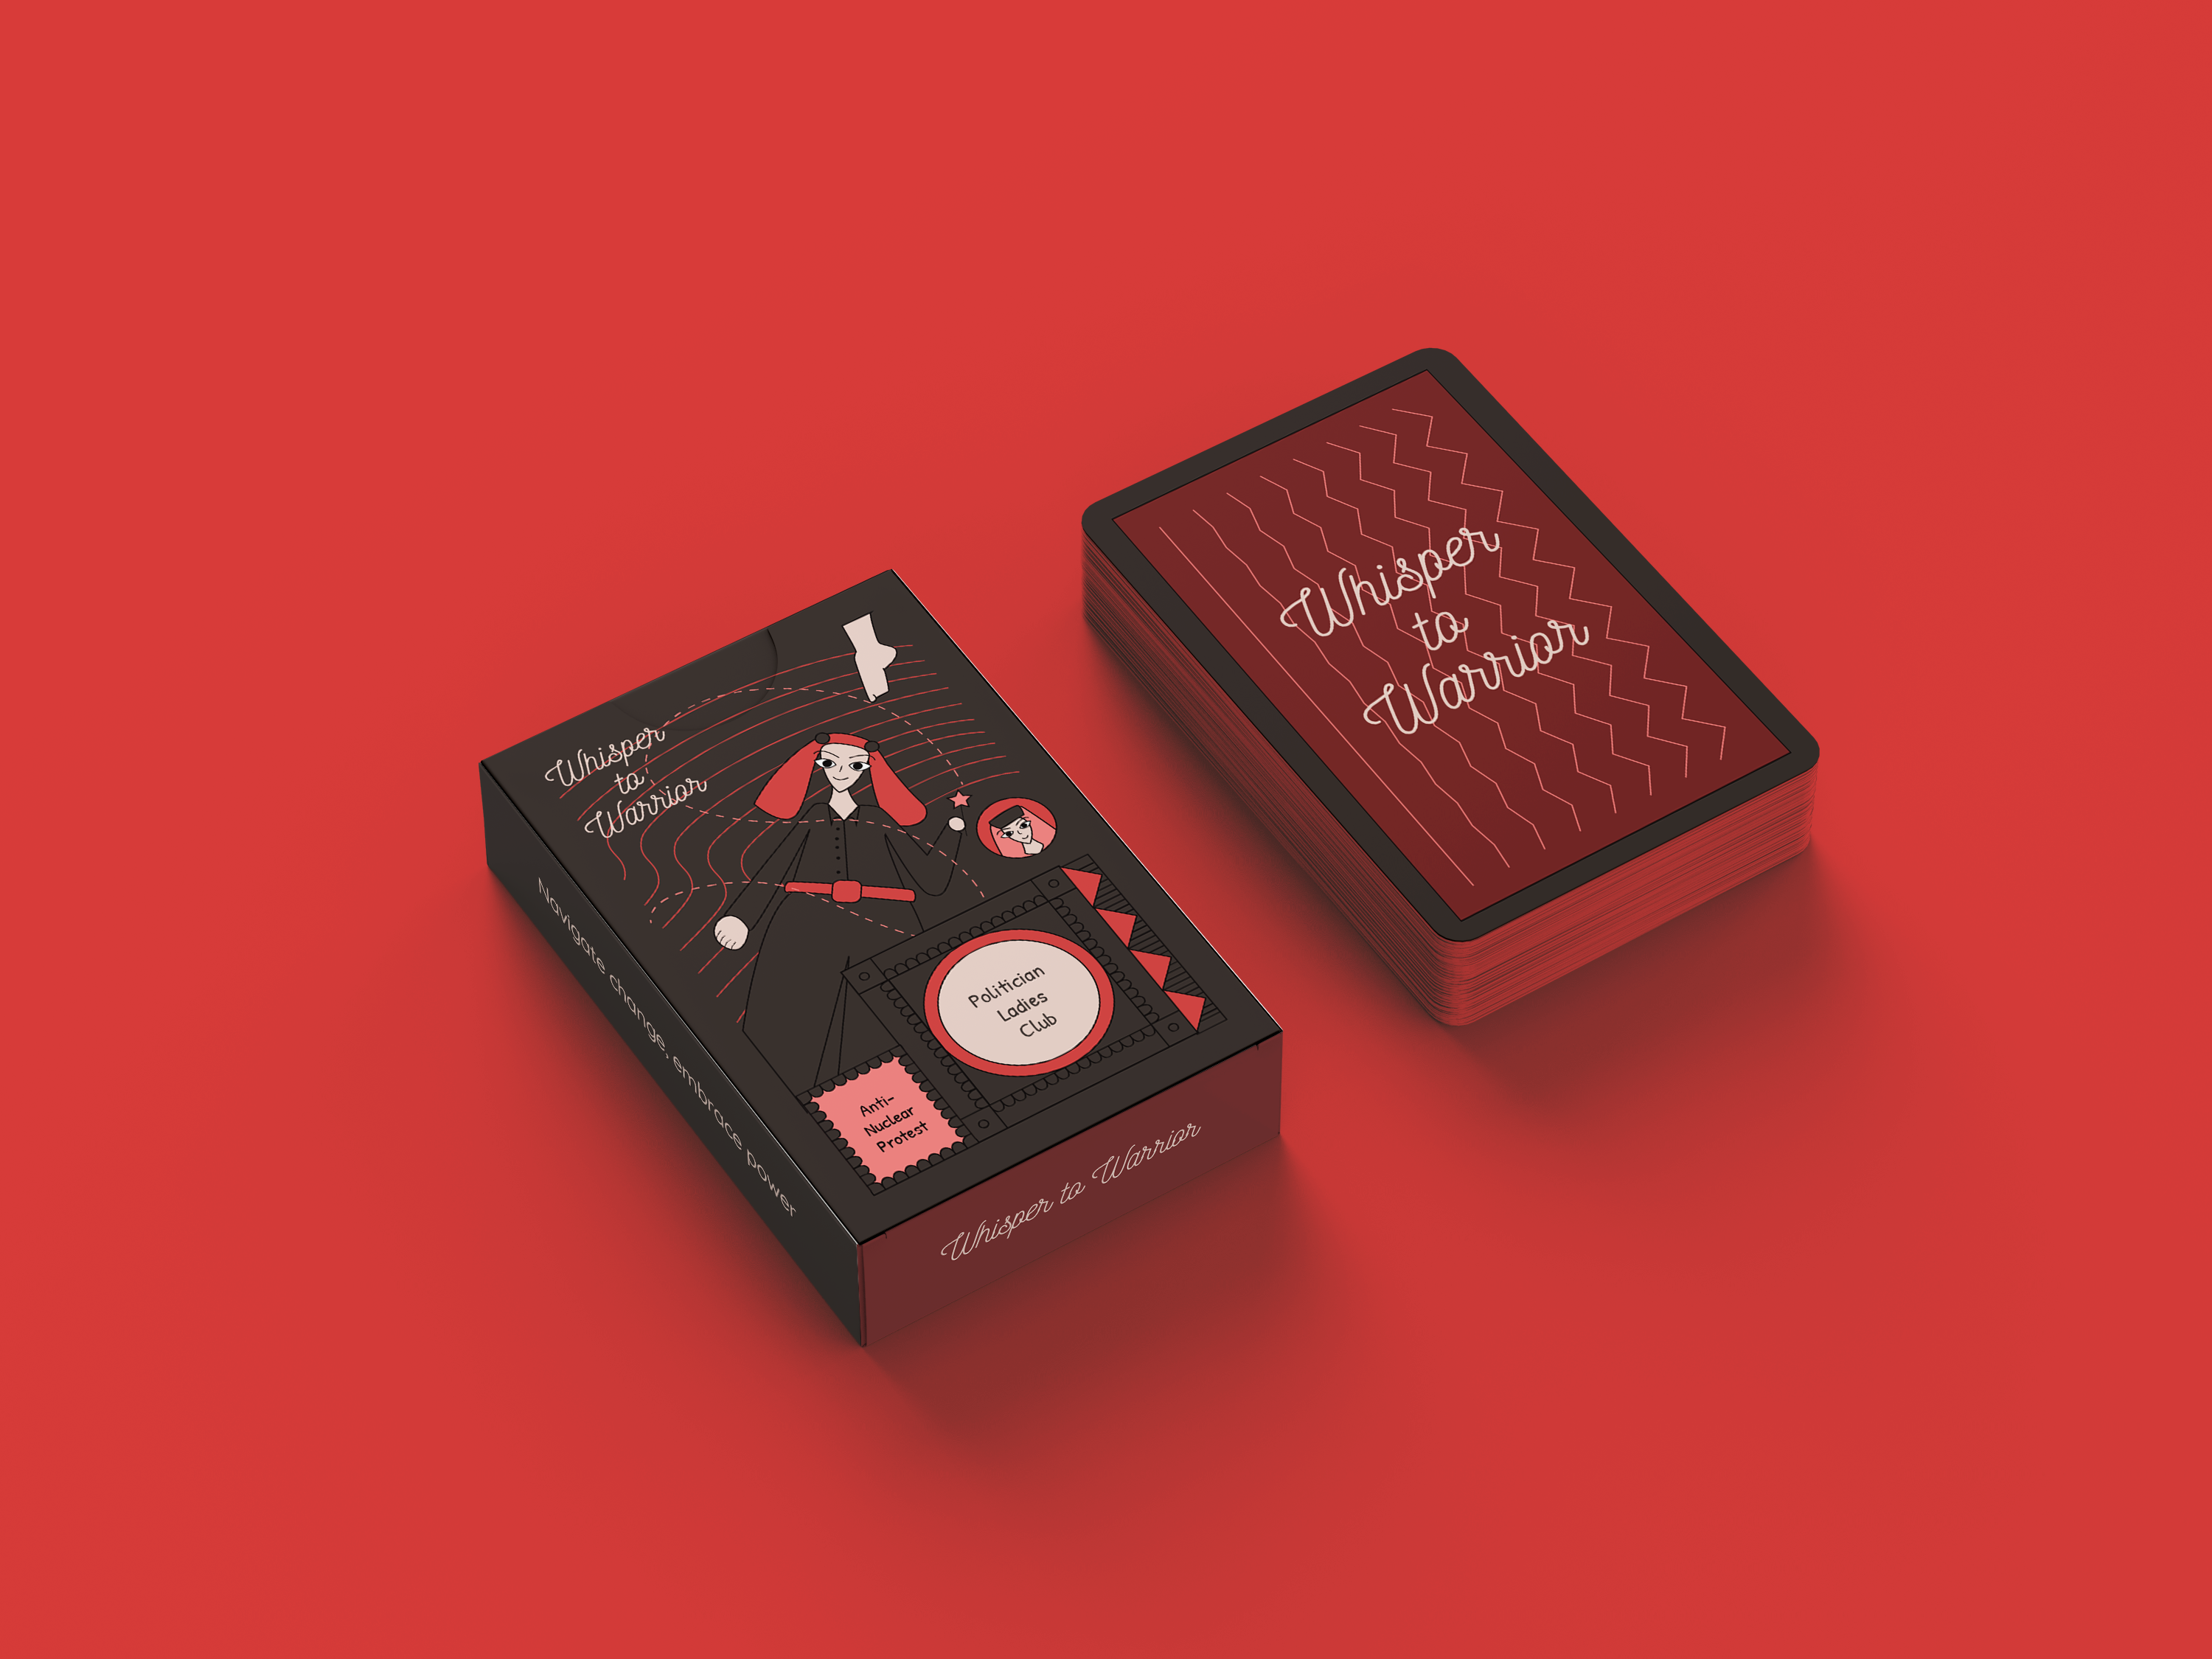 Whisper
to
Warrior
Politician
Ladies
Club
Anti-
Nuclear
Protest
Navigate change, embrace power
Whisper to Warrior
Whisper
to
Warrior